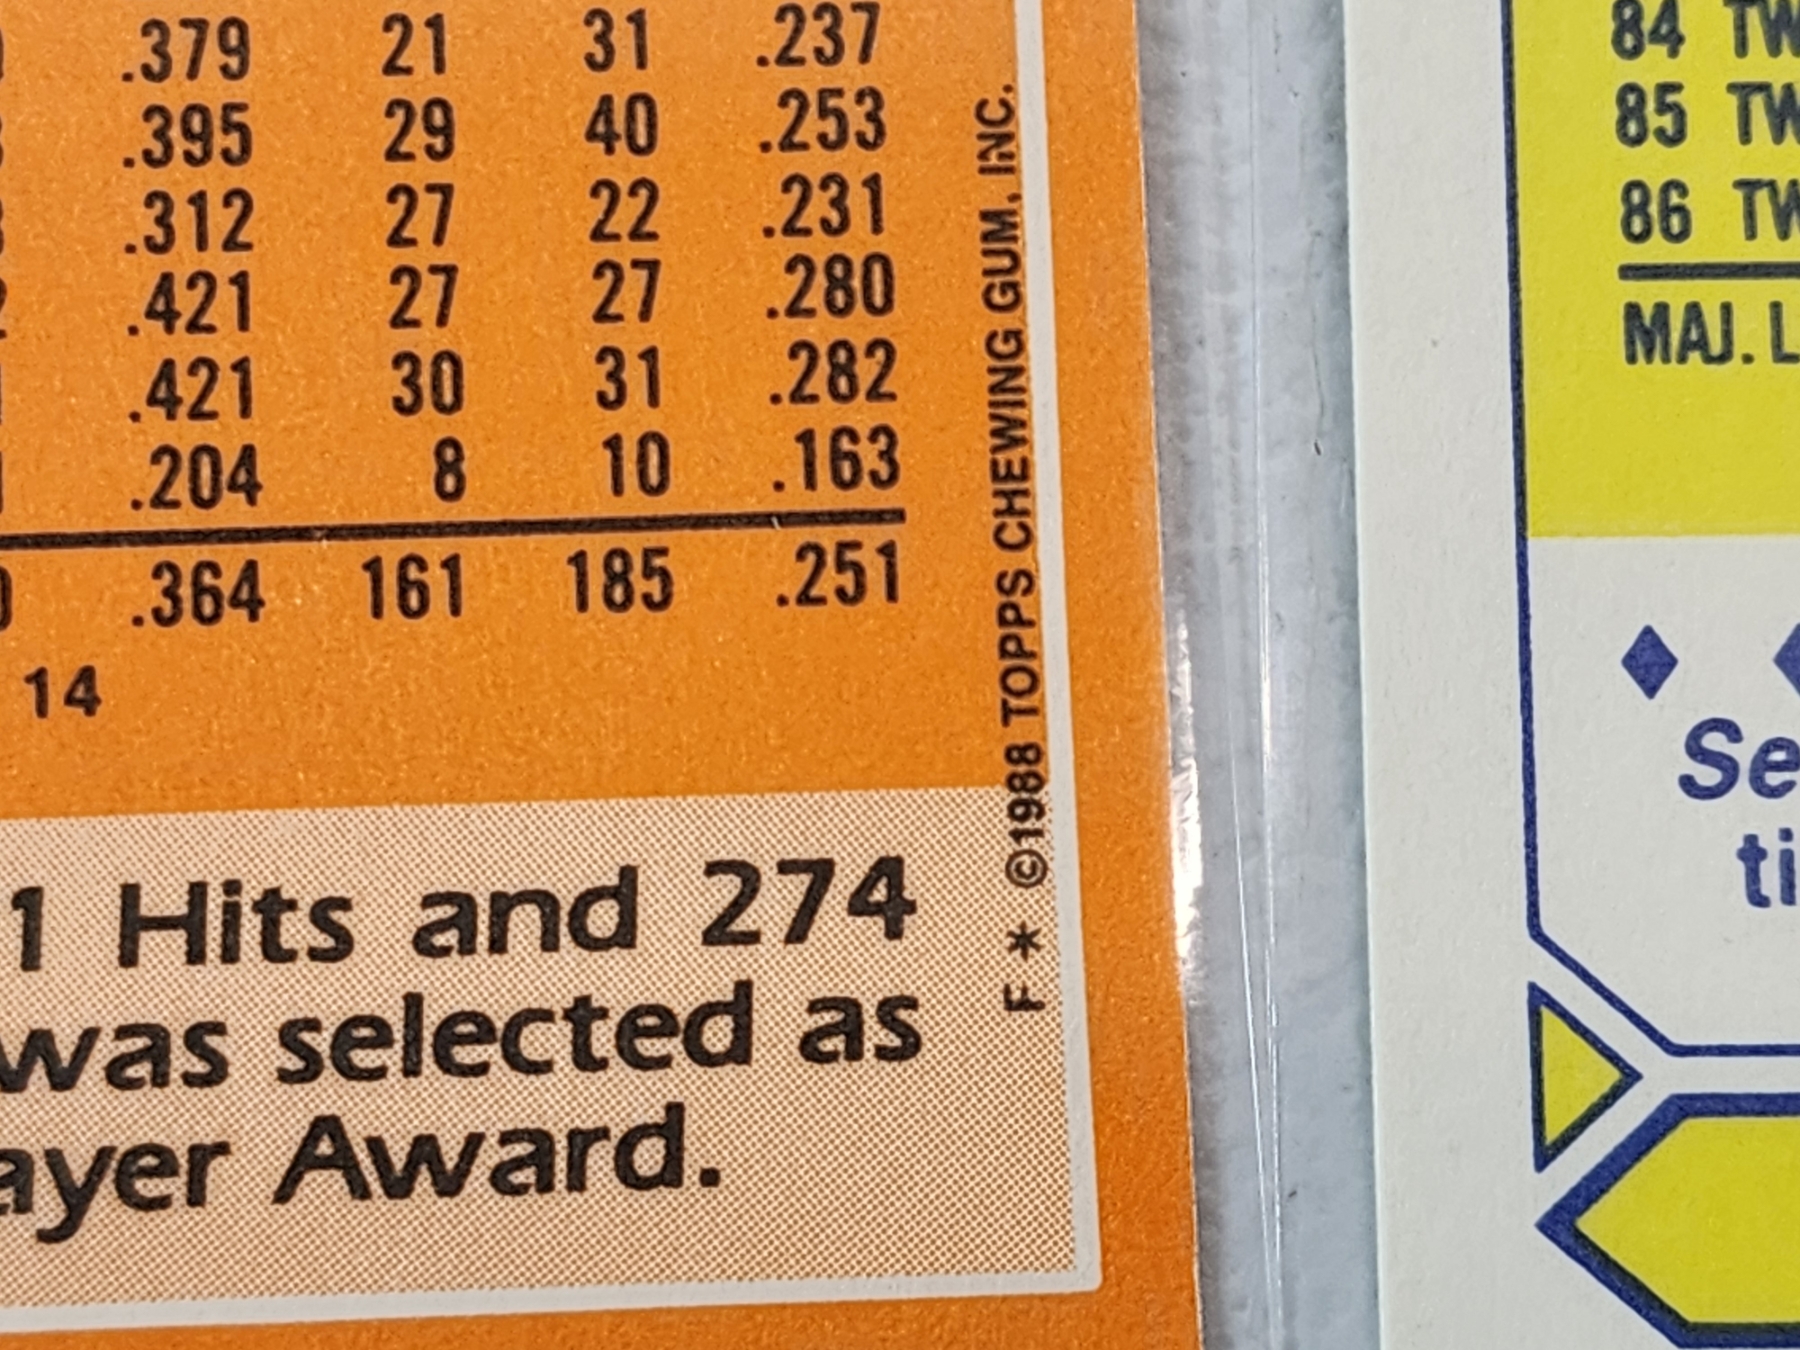 .379 21 31 .237
.395 29 40 .253
.312 27 22 .231
.421 27 27 .280
.421 30 31 .282
.204 8 10 .163
.364 161 185 .251
14
1 Hits and 274
was selected as
ayer Award.
F * ©1988 TOPPS CHEWING GUM, INC.
84 TW
85 TW
86 TW
MAJ. L
Se
ti